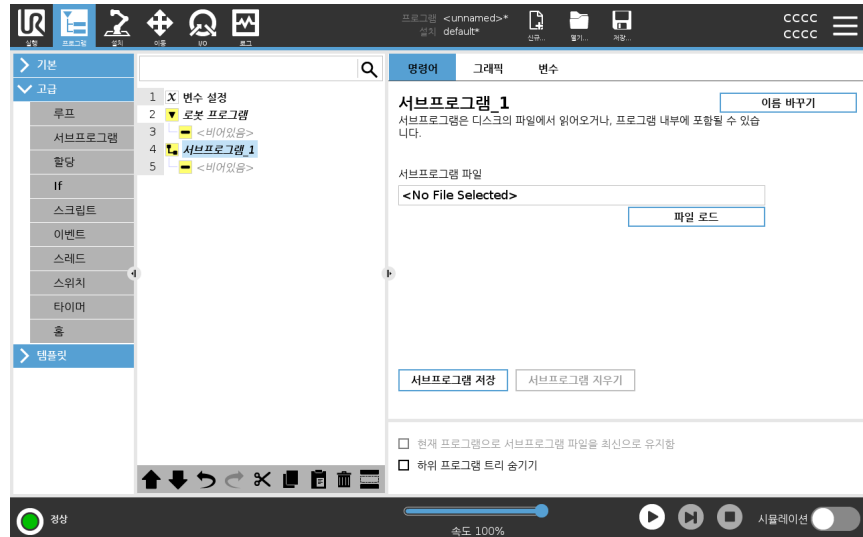 UR
실행
프로그램
설치
이동
I/O
로그
프로그램 <unnamed>*
설치 default*
신규...
열기...
저장...
cccc
cccc
기본
고급
루프
서브프로그램
할당
If
스크립트
이벤트
스레드
스위치
타이머
홈
템플릿
1 X 변수 설정
2 로봇 프로그램
3 <비어있음>
4 서브프로그램_1
5 <비어있음>
명령어 그래픽 변수
서브프로그램_1
이름 바꾸기
서브프로그램은 디스크의 파일에서 읽어오거나, 프로그램 내부에 포함될 수 있습
니다.
서브프로그램 파일
<No File Selected>
파일 로드
서브프로그램 저장
서브프로그램 지우기
현재 프로그램으로 서브프로그램 파일을 최신으로 유지함
하위 프로그램 트리 숨기기
정상
속도 100%
시뮬레이션